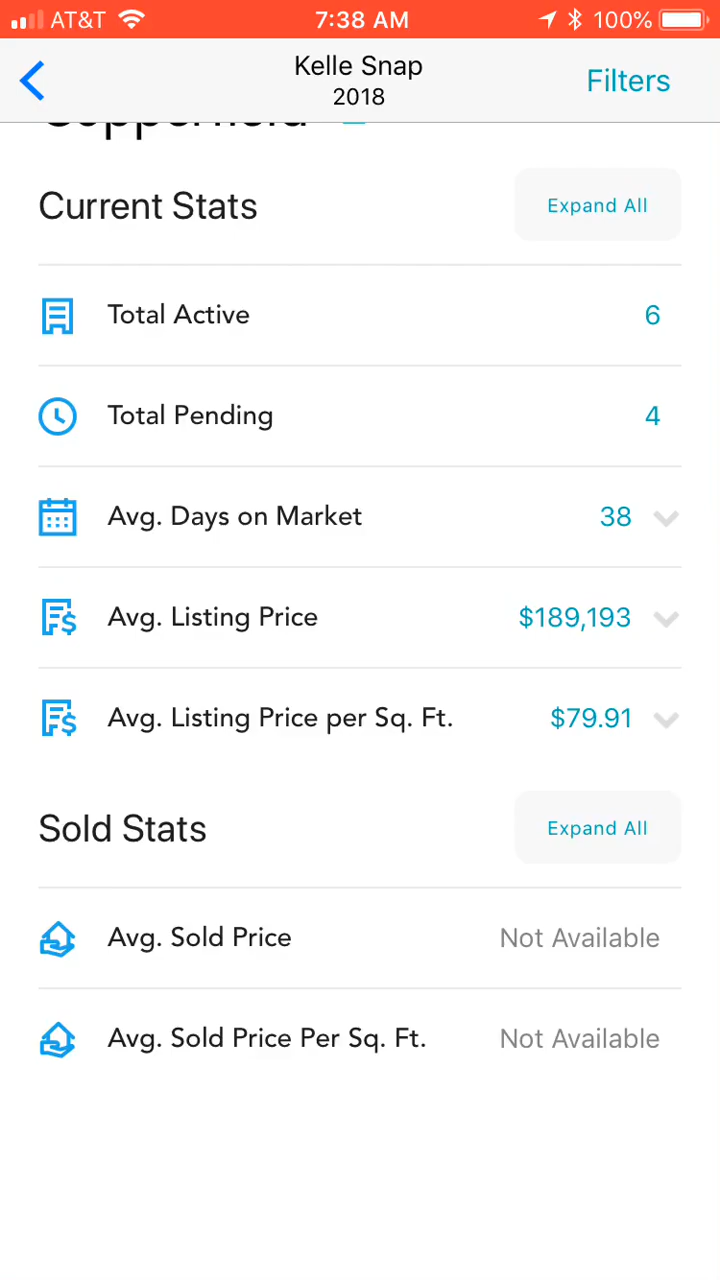 AT&T 7:38 AM 100%
Kelle Snap
2018
Filters
Current Stats
Expand All
Total Active 6
Total Pending 4
Avg. Days on Market 38
Avg. Listing Price $189,193
Avg. Listing Price per Sq. Ft. $79.91
Sold Stats
Expand All
Avg. Sold Price Not Available
Avg. Sold Price Per Sq. Ft. Not Available